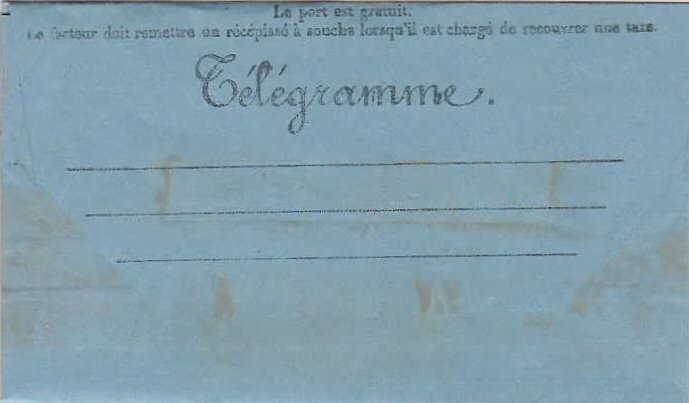 Le port est gratuit.
Le facteur doit remettre un récépissé à souche lorsqu'il est chargé de recouvrer une taxe.
Télégramme.